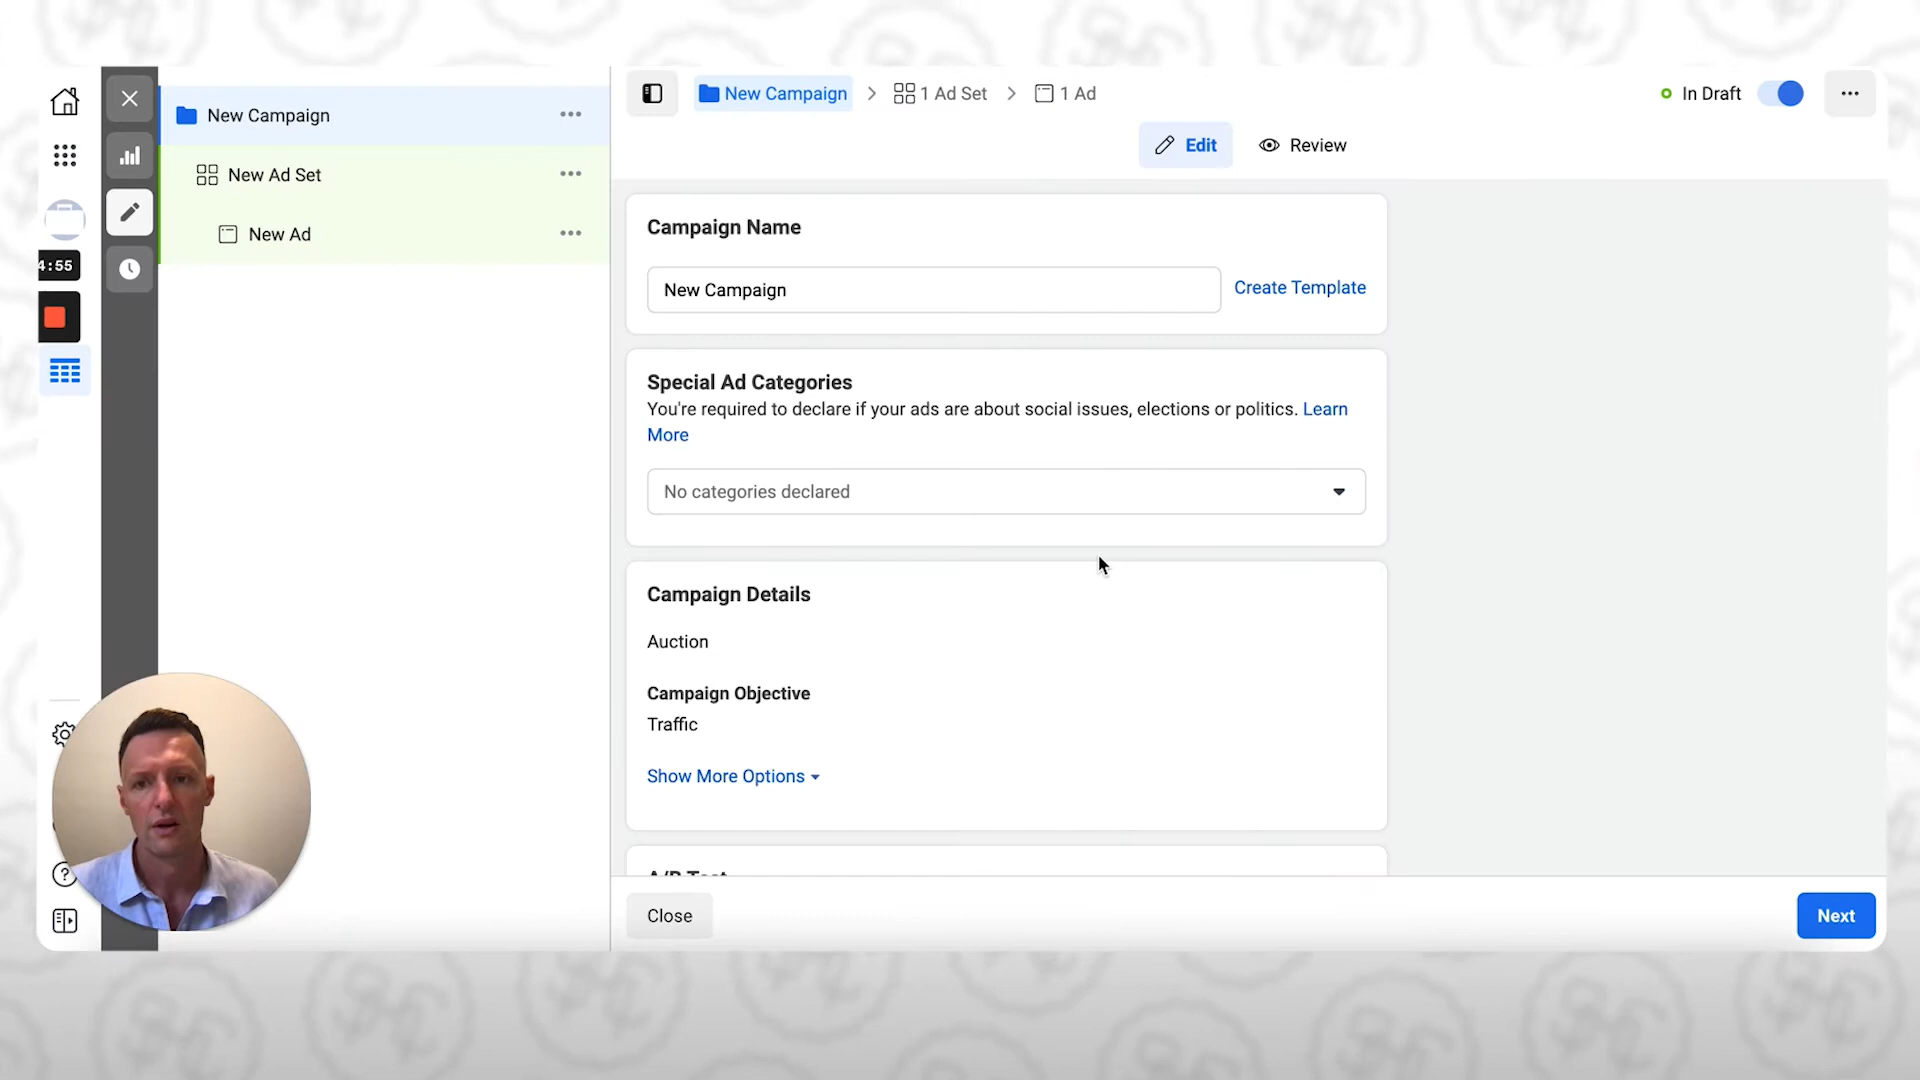 New Campaign
New Ad Set
New Ad
4:55
New Campaign
1 Ad Set
1 Ad
In Draft
Edit
Review
Campaign Name
New Campaign
Create Template
Special Ad Categories
You're required to declare if your ads are about social issues, elections or politics. Learn
More
No categories declared
Campaign Details
Auction
Campaign Objective
Traffic
Show More Options
A/B Test
Close
Next